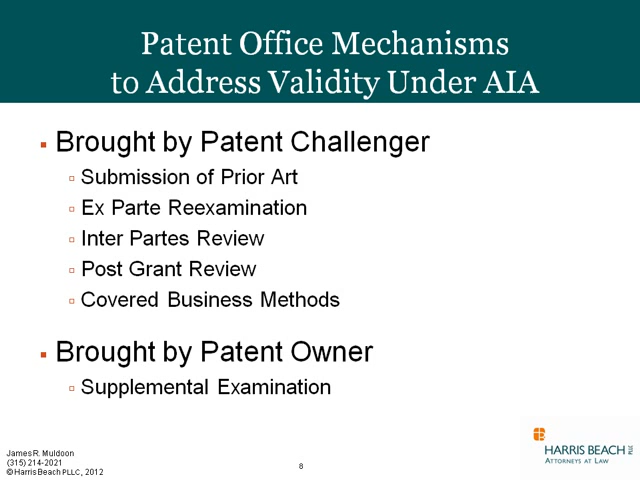 Patent Office Mechanisms
to Address Validity Under AIA
Brought by Patent Challenger
Submission of Prior Art
Ex Parte Reexamination
Inter Partes Review
Post Grant Review
Covered Business Methods
Brought by Patent Owner
Supplemental Examination
James R. Muldoon
(315) 214-2021
© Harris Beach PLLC, 2012
8
HARRIS BEACH PLLC
ATTORNEYS AT LAW